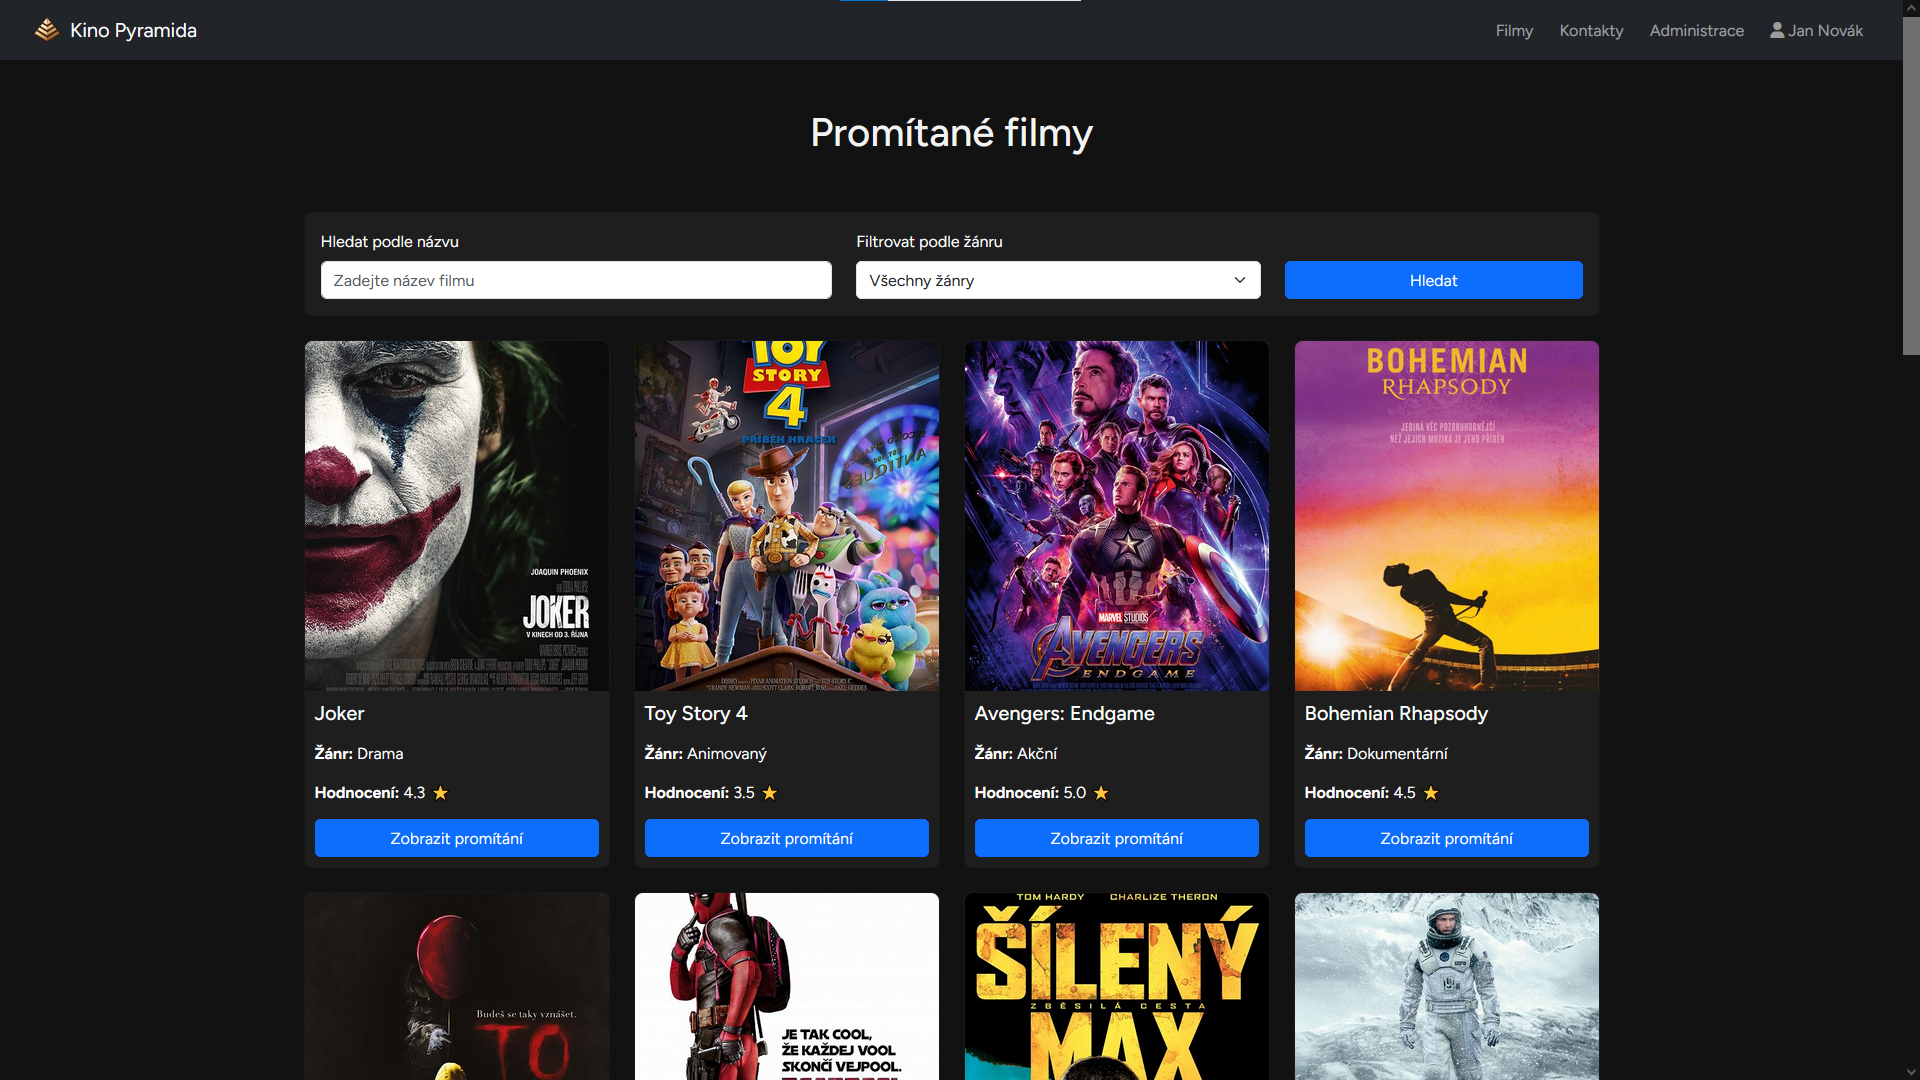 Kino Pyramida
Filmy
Kontakty
Administrace
Jan Novák
Promítané filmy
Hledat podle názvu
Filtrovat podle žánru
Zadejte název filmu
Všechny žánry
Hledat
JOAQUIN PHOENIX
JOKER
V KINECH OD 3. ŘÍJNA
TOY
STORY
4
PŘÍBĚH HRAČEK
MARVEL STUDIOS
AVENGERS
ENDGAME
BOHEMIAN
RHAPSODY
JEDINÁ VĚC POZORUHODNĚJŠÍ
NEŽ JEJICH MUZIKA JE JEHO PŘÍBĚH
Joker
Žánr: Drama
Hodnocení: 4.3
Zobrazit promítání
Toy Story 4
Žánr: Animovaný
Hodnocení: 3.5
Zobrazit promítání
Avengers: Endgame
Žánr: Akční
Hodnocení: 5.0
Zobrazit promítání
Bohemian Rhapsody
Žánr: Dokumentární
Hodnocení: 4.5
Zobrazit promítání
Budeš se taky vznášet.
TO
JE TAK COOL,
ŽE KAŽDEJ VOOL
SKONČÍ VEJPOOL.
TOM HARDY
CHARLIZE THERON
ŠÍLENÝ
ZBĚSILÁ CESTA
MAX